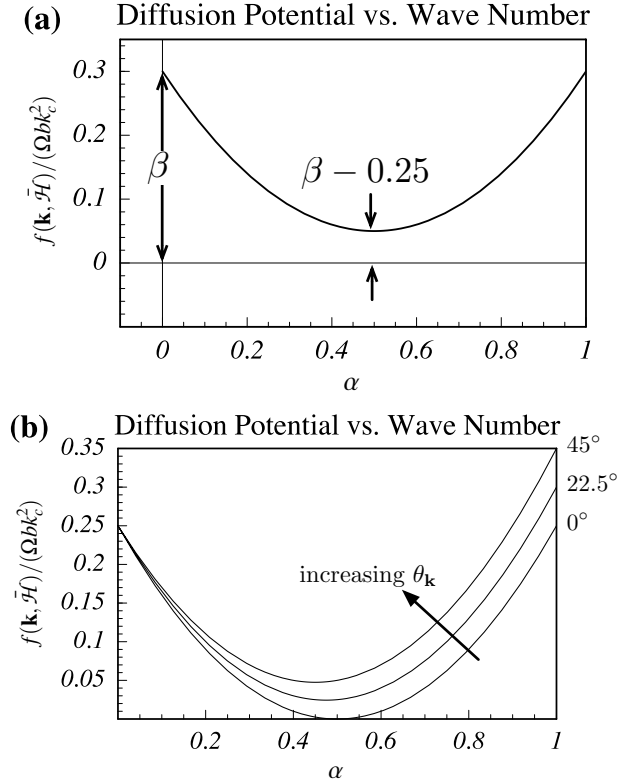 (a) Diffusion Potential vs. Wave Number
f(k, H̄)/(Ωbk_c^2)
0.3
0.2
0.1
0
β
β − 0.25
0 0.2 0.4 0.6 0.8 1
α
(b) Diffusion Potential vs. Wave Number
f(k, H̄)/(Ωbk_c^2)
0.35
0.3
0.25
0.2
0.15
0.1
0.05
45°
22.5°
0°
increasing θ_k
0.2 0.4 0.6 0.8 1
α